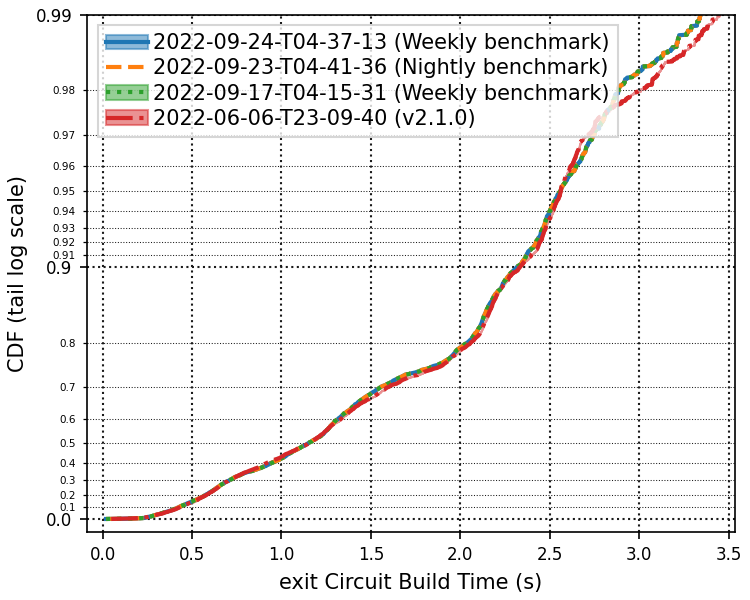 0.99
2022-09-24-T04-37-13 (Weekly benchmark)
2022-09-23-T04-41-36 (Nightly benchmark)
2022-09-17-T04-15-31 (Weekly benchmark)
2022-06-06-T23-09-40 (v2.1.0)
0.98
0.97
0.96
0.95
0.94
0.93
0.92
0.91
0.9
0.8
0.7
0.6
0.5
0.4
0.3
0.2
0.1
0.0
CDF (tail log scale)
0.0 0.5 1.0 1.5 2.0 2.5 3.0 3.5
exit Circuit Build Time (s)